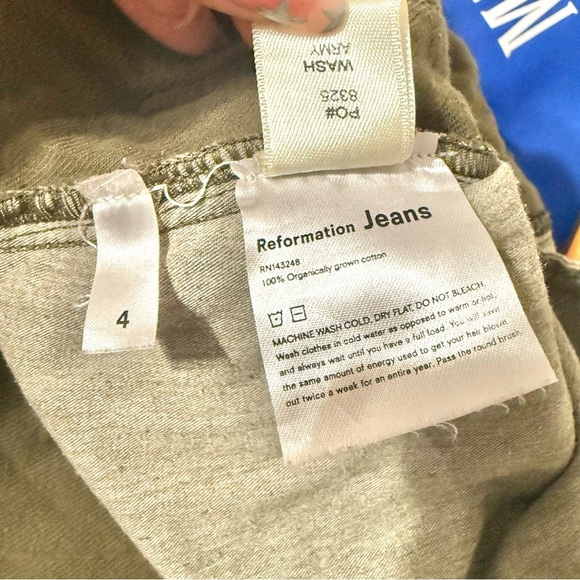 PO#
8325
WASH
ARMY
4
Reformation Jeans
RN143248
100% Organically grown cotton
MACHINE WASH COLD, DRY FLAT, DO NOT BLEACH.
Wash clothes in cold water as opposed to warm or hot,
and always wait until you have a full load. You will save
the same amount of energy used to get your hair blown
out twice a week for an entire year. Pass the round brush.
M